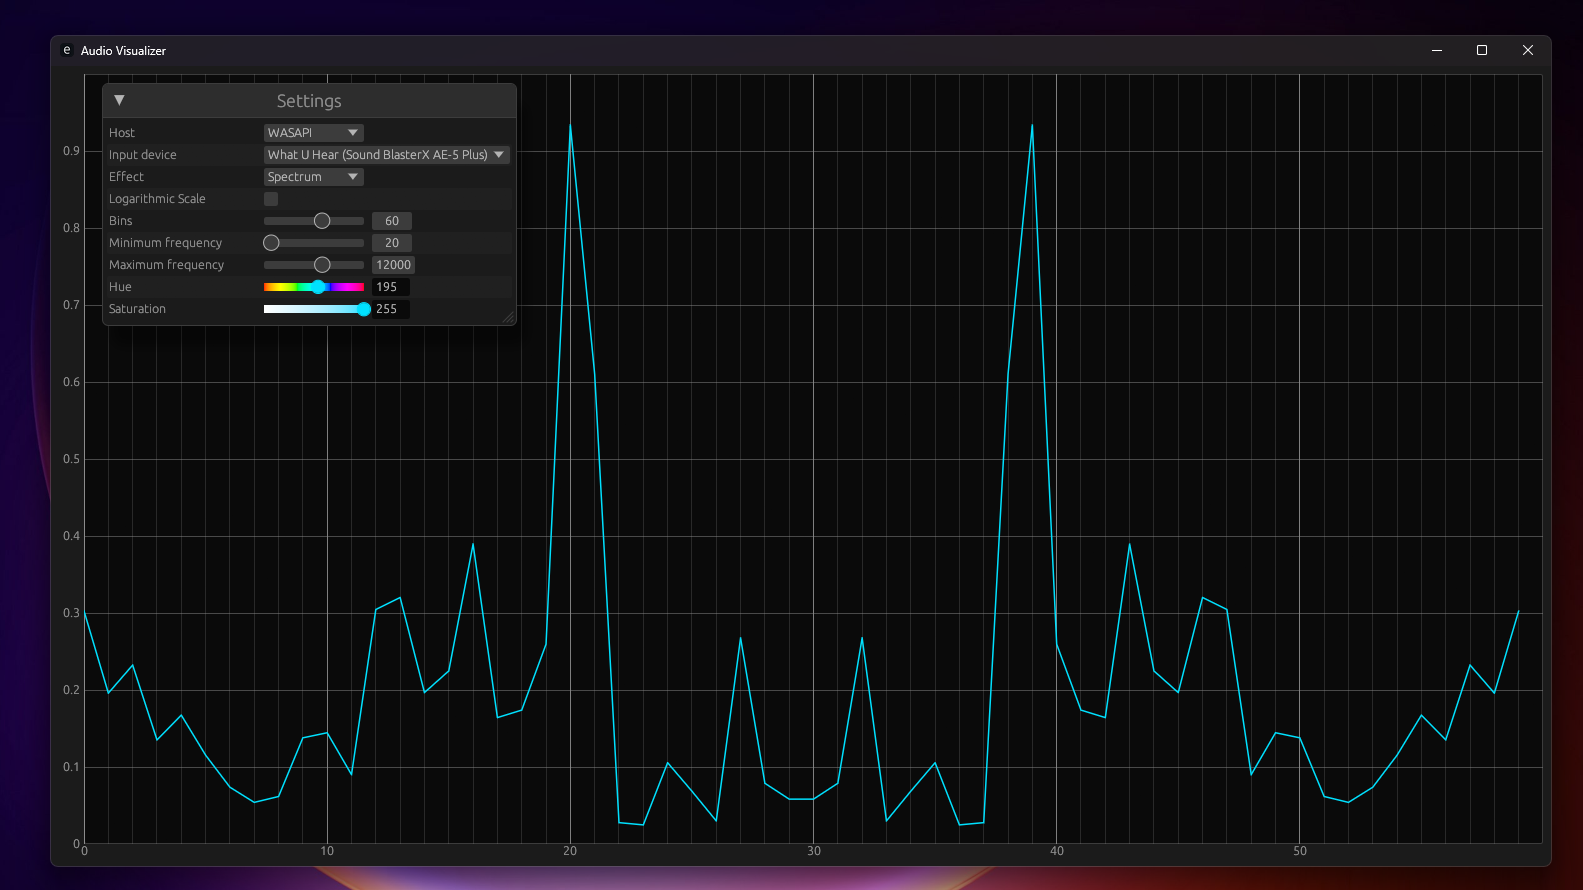 e Audio Visualizer
▼ Settings
Host WASAPI
Input device What U Hear (Sound BlasterX AE-5 Plus)
Effect Spectrum
Logarithmic Scale
Bins 60
Minimum frequency 20
Maximum frequency 12000
Hue 195
Saturation 255
0.9
0.8
0.7
0.6
0.5
0.4
0.3
0.2
0.1
0
0 10 20 30 40 50